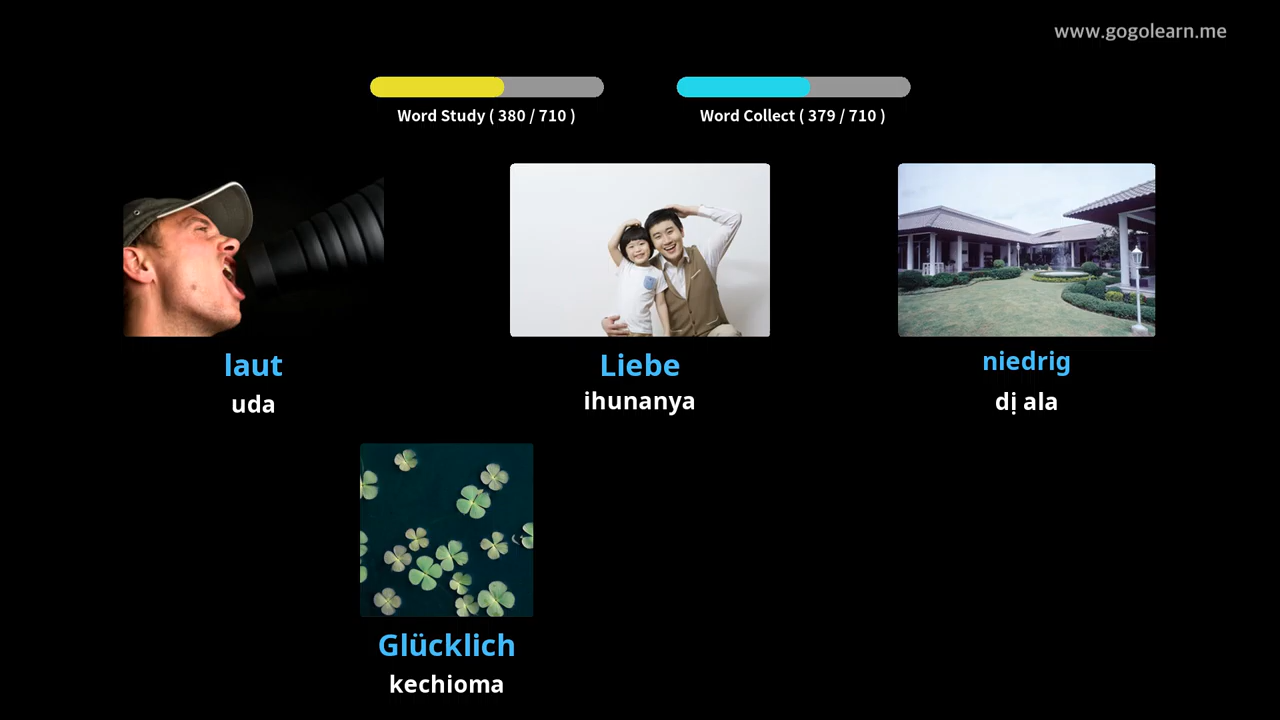 www.gogolearn.me
Word Study ( 380 / 710 )
Word Collect ( 379 / 710 )
laut
uda
Liebe
ihunanya
niedrig
dị ala
Glücklich
kechioma